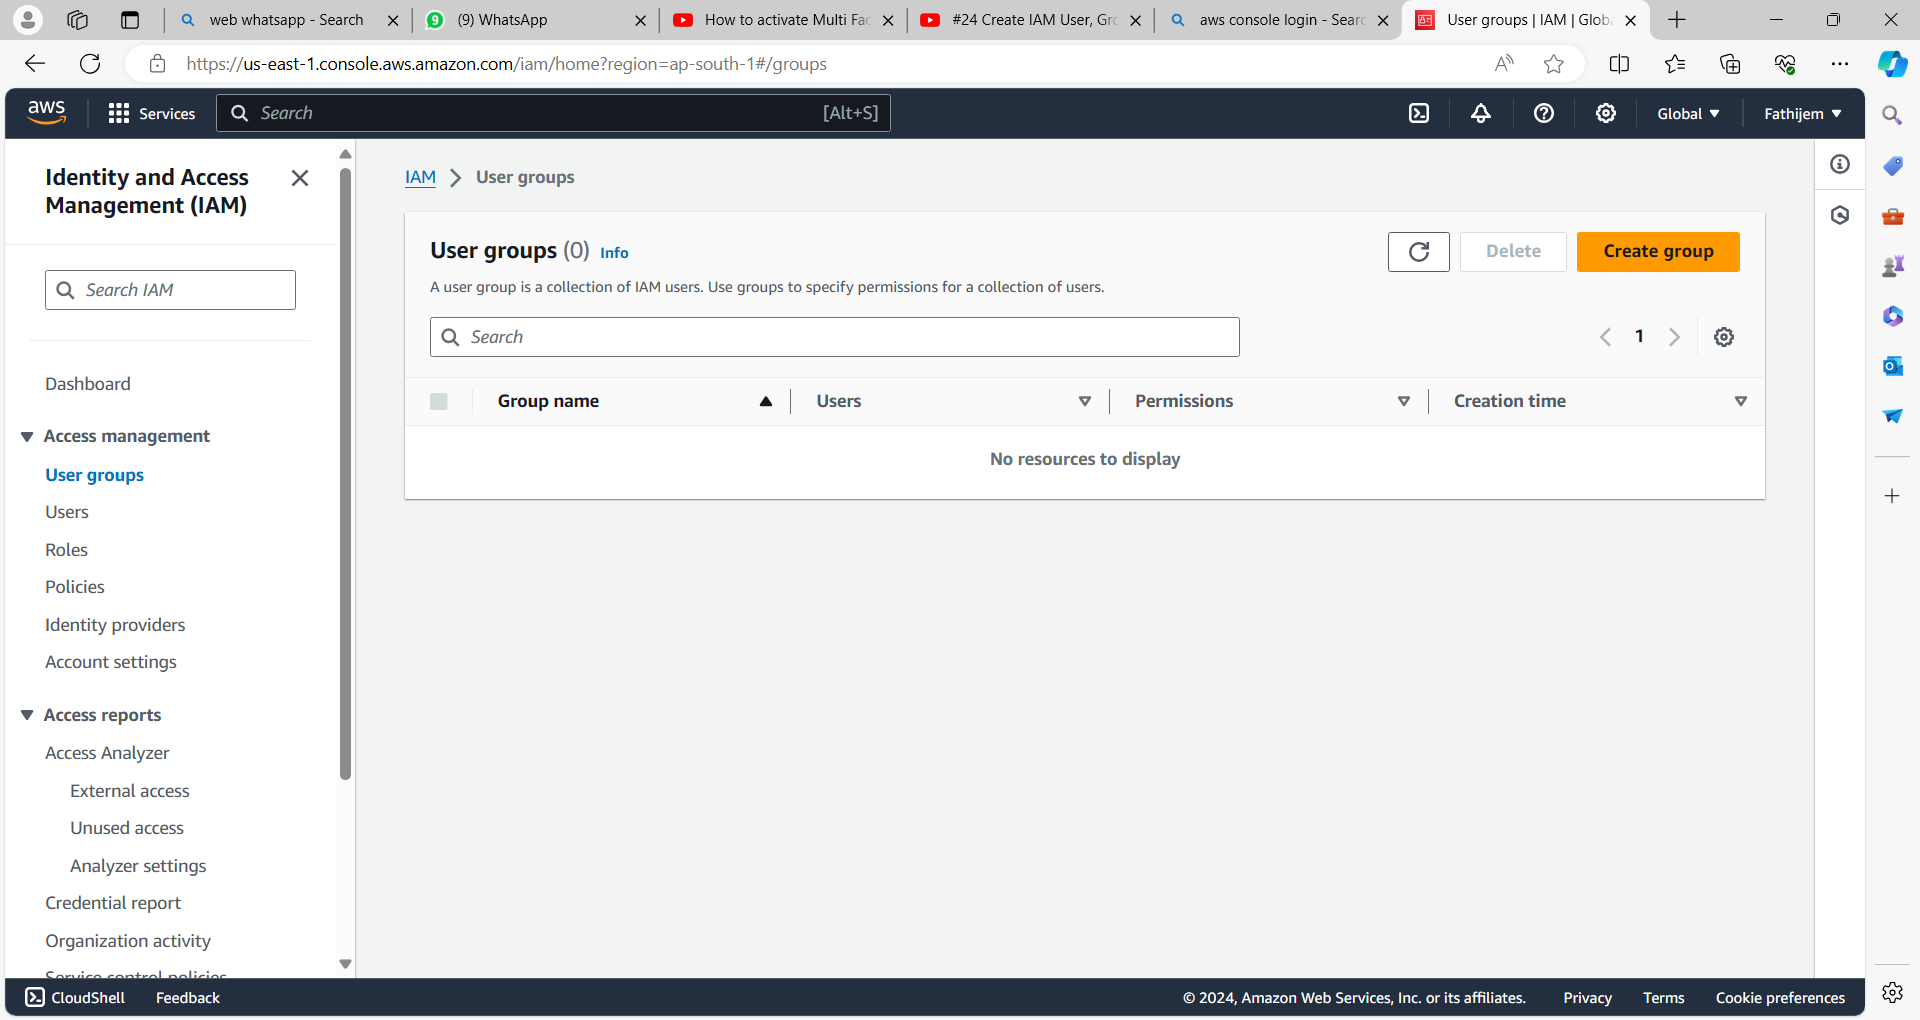 web whatsapp - Search
(9) WhatsApp
How to activate Multi Fac
#24 Create IAM User, Gro
aws console login - Searc
User groups | IAM | Globa
https://us-east-1.console.aws.amazon.com/iam/home?region=ap-south-1#/groups
aws
Services
Search
[Alt+S]
Global
Fathijem
Identity and Access
Management (IAM)
Search IAM
Dashboard
Access management
User groups
Users
Roles
Policies
Identity providers
Account settings
Access reports
Access Analyzer
External access
Unused access
Analyzer settings
Credential report
Organization activity
Service control policies
IAM > User groups
User groups (0) Info
Delete
Create group
A user group is a collection of IAM users. Use groups to specify permissions for a collection of users.
Search
1
Group name
Users
Permissions
Creation time
No resources to display
CloudShell
Feedback
© 2024, Amazon Web Services, Inc. or its affiliates.
Privacy
Terms
Cookie preferences